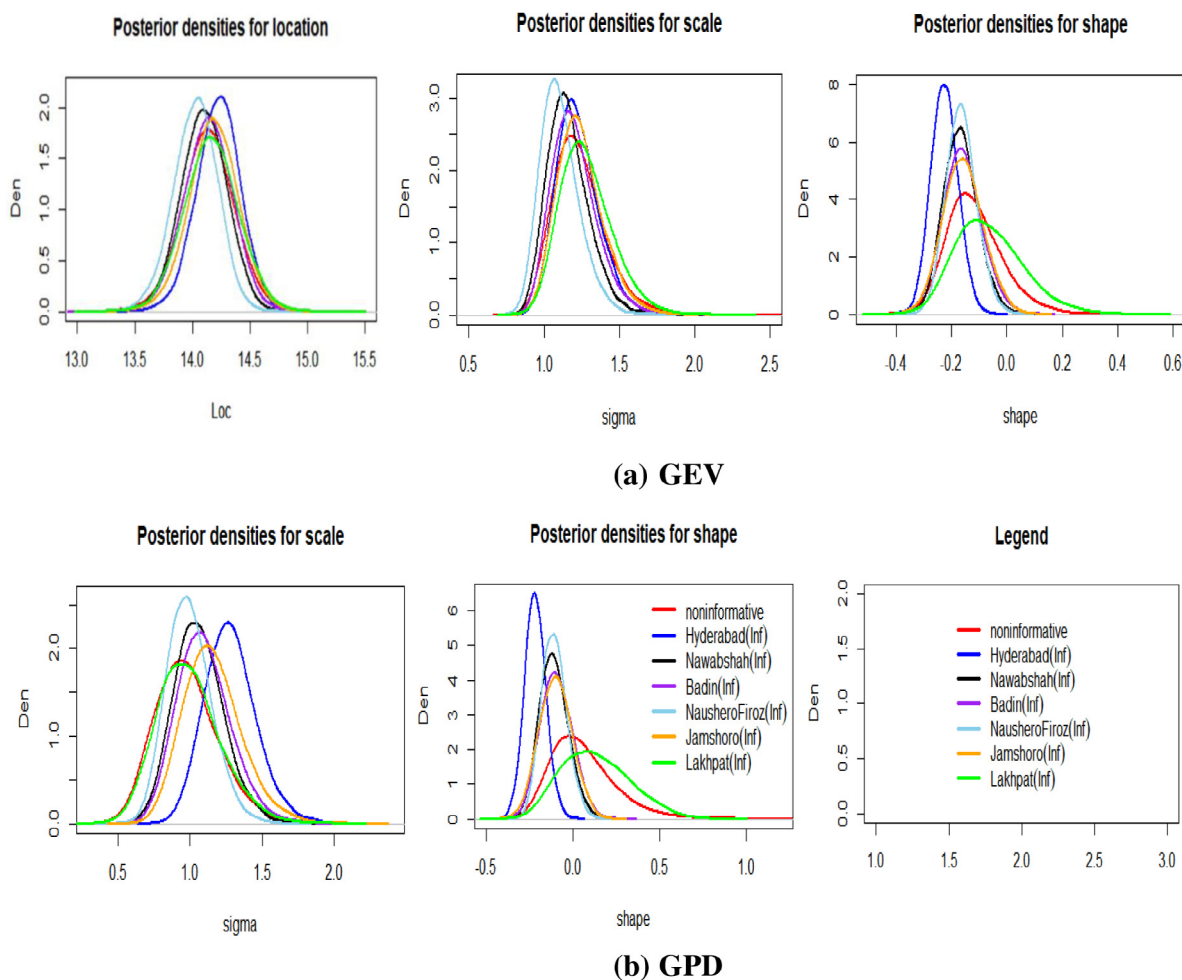 Posterior densities for location
Den
0.0 0.5 1.0 1.5 2.0
13.0 13.5 14.0 14.5 15.0 15.5
Loc
Posterior densities for scale
Den
0.0 1.0 2.0 3.0
0.5 1.0 1.5 2.0 2.5
sigma
Posterior densities for shape
Den
0 2 4 6 8
-0.4 -0.2 0.0 0.2 0.4 0.6
shape
(a) GEV
Posterior densities for scale
Den
0.0 1.0 2.0
0.5 1.0 1.5 2.0
sigma
Posterior densities for shape
Den
0 1 2 3 4 5 6
noninformative
Hyderabad(Inf)
Nawabshah(Inf)
Badin(Inf)
NausheroFiroz(Inf)
Jamshoro(Inf)
Lakhpat(Inf)
-0.5 0.0 0.5 1.0
shape
Legend
Den
0.0 0.5 1.0 1.5 2.0
noninformative
Hyderabad(Inf)
Nawabshah(Inf)
Badin(Inf)
NausheroFiroz(Inf)
Jamshoro(Inf)
Lakhpat(Inf)
1.0 1.5 2.0 2.5 3.0
(b) GPD